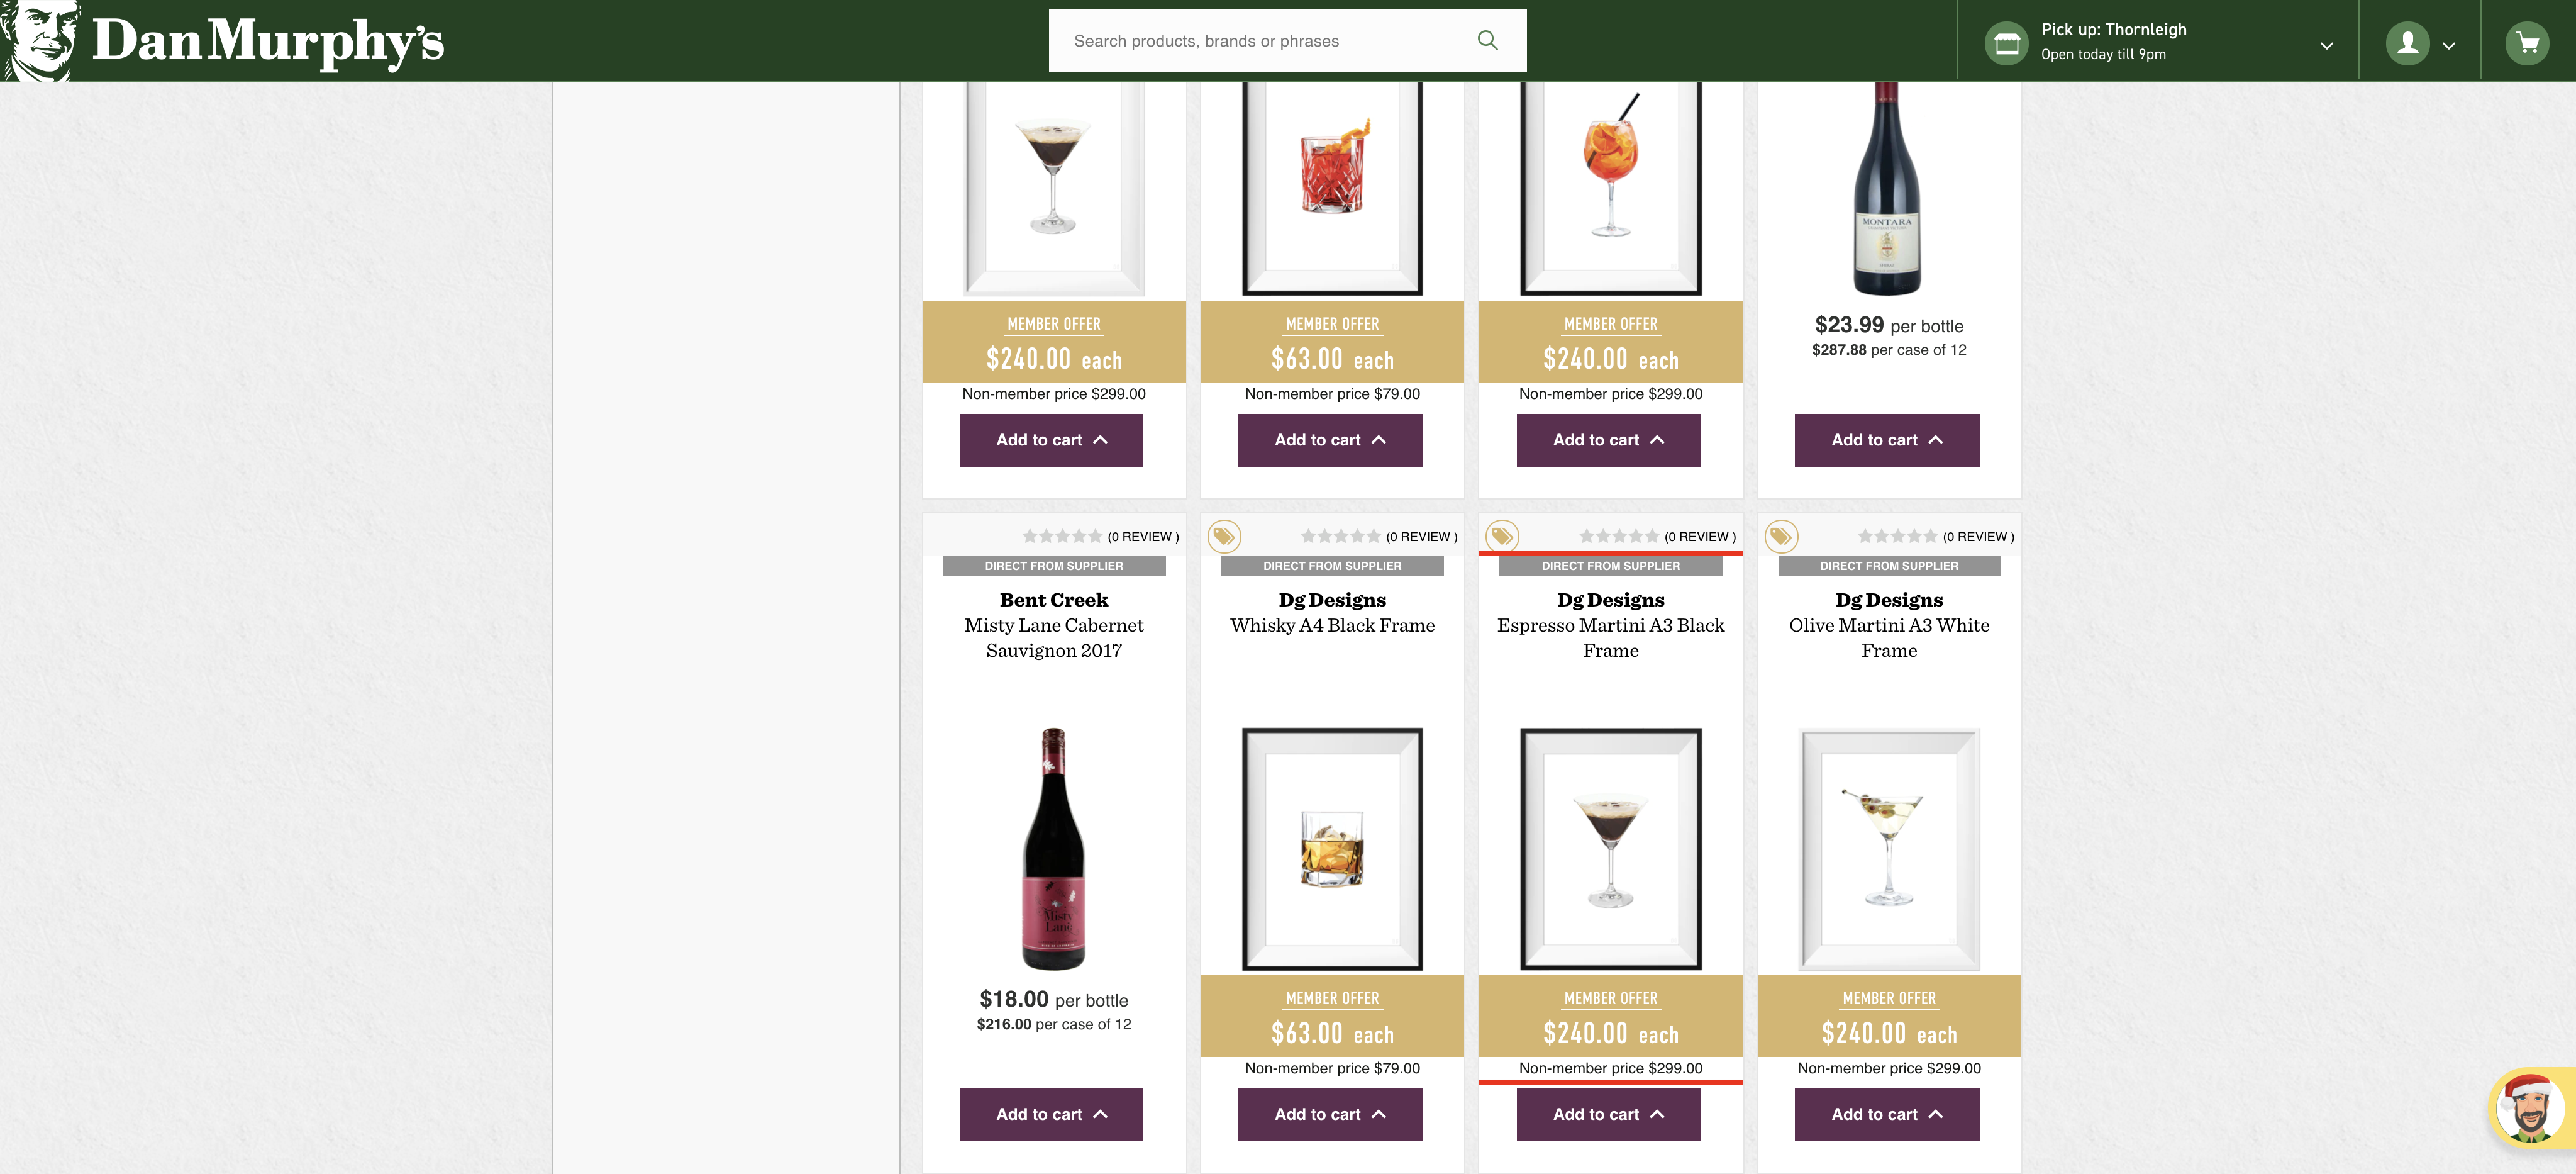 Dan Murphy's
Search products, brands or phrases
Pick up: Thornleigh
Open today till 9pm
MEMBER OFFER
$240.00 each
Non-member price $299.00
Add to cart
MEMBER OFFER
$63.00 each
Non-member price $79.00
Add to cart
MEMBER OFFER
$240.00 each
Non-member price $299.00
Add to cart
MONTARA
$23.99 per bottle
$287.88 per case of 12
Add to cart
(0 REVIEW )
DIRECT FROM SUPPLIER
Bent Creek
Misty Lane Cabernet
Sauvignon 2017
Misty
Lane
$18.00 per bottle
$216.00 per case of 12
Add to cart
(0 REVIEW )
DIRECT FROM SUPPLIER
Dg Designs
Whisky A4 Black Frame
MEMBER OFFER
$63.00 each
Non-member price $79.00
Add to cart
(0 REVIEW )
DIRECT FROM SUPPLIER
Dg Designs
Espresso Martini A3 Black
Frame
MEMBER OFFER
$240.00 each
Non-member price $299.00
Add to cart
(0 REVIEW )
DIRECT FROM SUPPLIER
Dg Designs
Olive Martini A3 White
Frame
MEMBER OFFER
$240.00 each
Non-member price $299.00
Add to cart